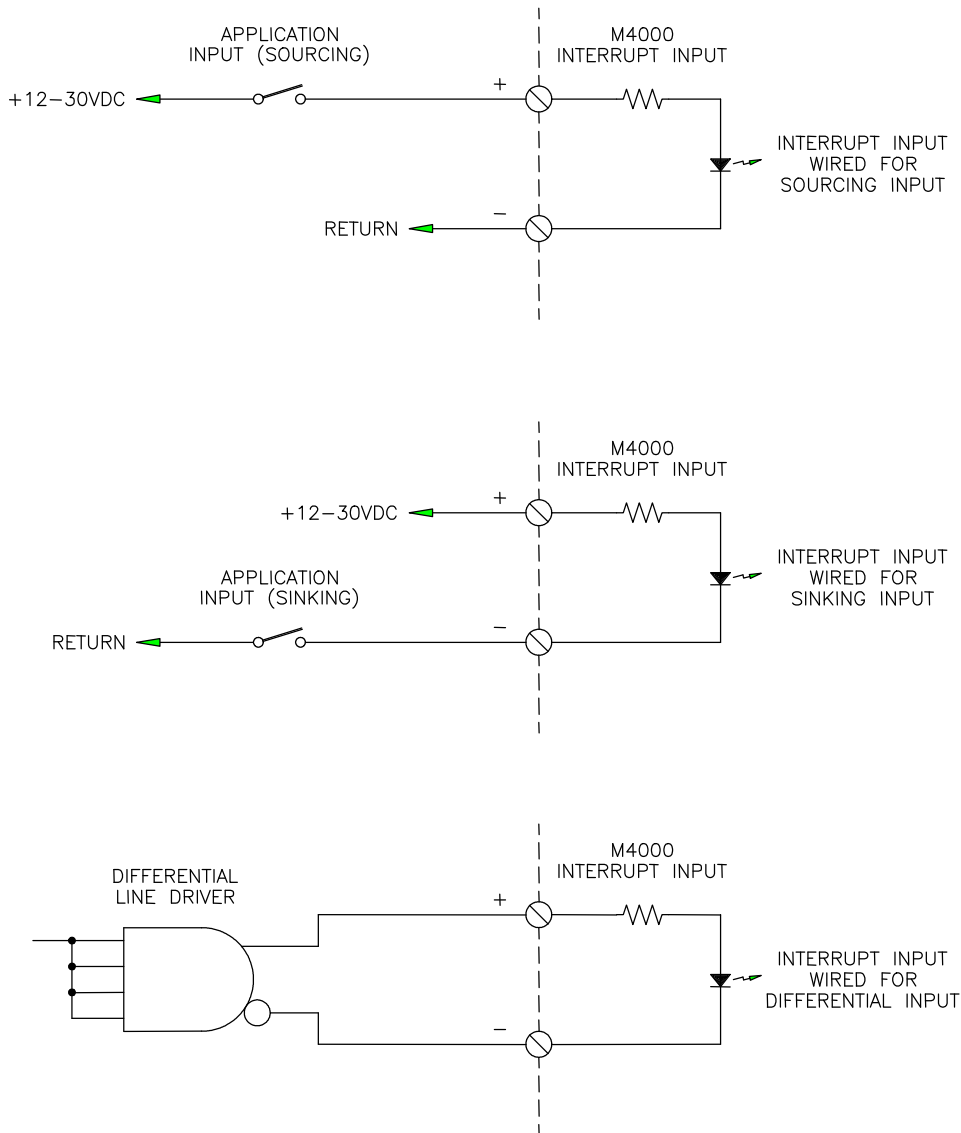 APPLICATION
INPUT (SOURCING)
M4000
INTERRUPT INPUT
+12-30VDC
+
INTERRUPT INPUT
WIRED FOR
SOURCING INPUT
RETURN
−
M4000
INTERRUPT INPUT
+12-30VDC
+
INTERRUPT INPUT
WIRED FOR
SINKING INPUT
APPLICATION
INPUT (SINKING)
RETURN
−
M4000
INTERRUPT INPUT
DIFFERENTIAL
LINE DRIVER
+
INTERRUPT INPUT
WIRED FOR
DIFFERENTIAL INPUT
−